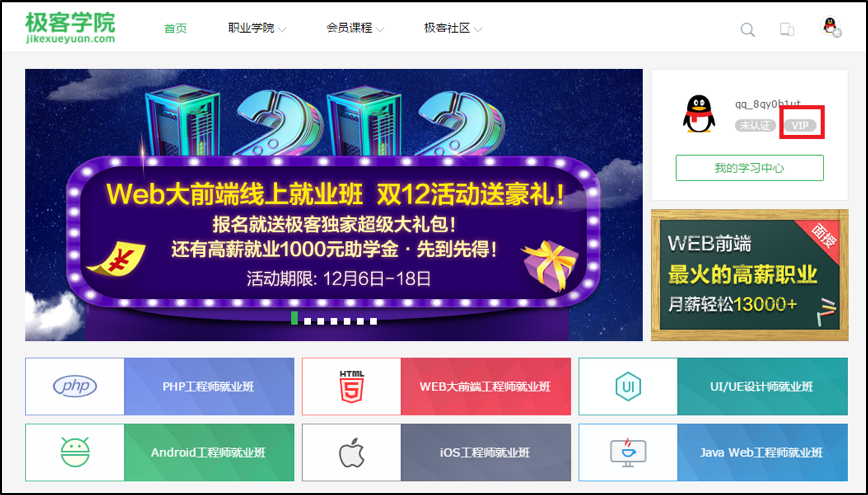 极客学院
jikexueyuan.com
首页
职业学院
会员课程
极客社区
1212
Web大前端线上就业班 双12活动送豪礼!
报名就送极客独家超级大礼包!
还有高薪就业1000元助学金·先到先得!
¥
活动期限: 12月6日-18日
qq_8qy0b1ut
未认证
VIP
我的学习中心
面授
WEB前端
最火的高薪职业
月薪轻松13000+
php
PHP工程师就业班
HTML
5
WEB大前端工程师就业班
UI
UI/UE设计师就业班
Android工程师就业班
iOS工程师就业班
Java Web工程师就业班